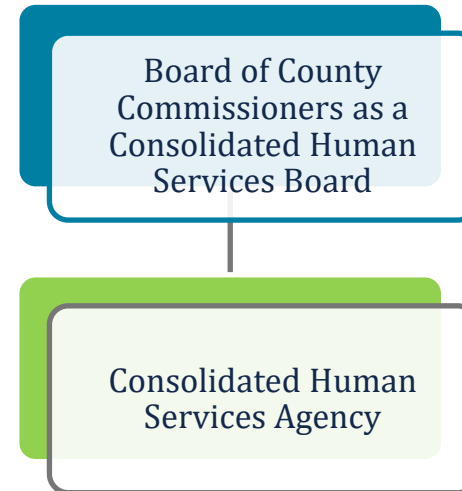 Board of County
Commissioners as a
Consolidated Human
Services Board
Consolidated Human
Services Agency